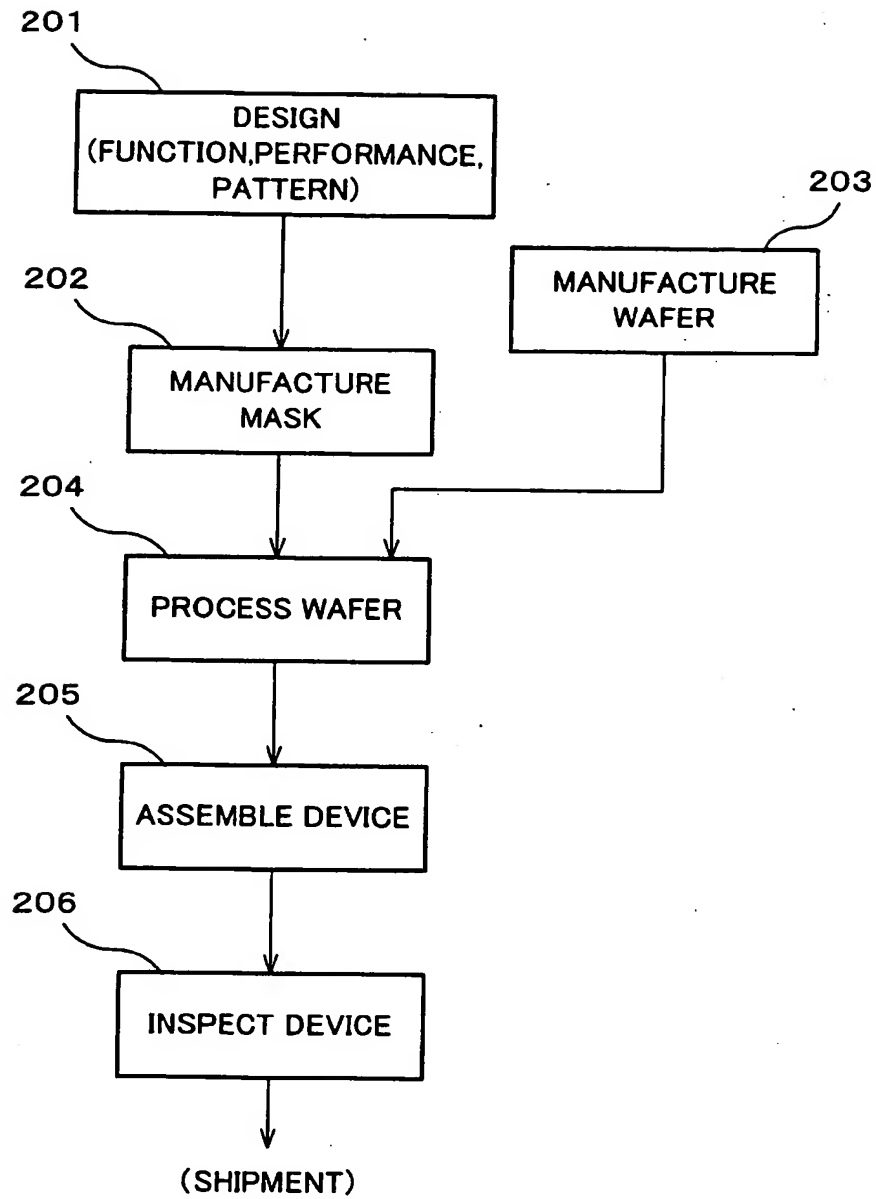 201
DESIGN
(FUNCTION,PERFORMANCE,
PATTERN)
203
MANUFACTURE
WAFER
202
MANUFACTURE
MASK
204
PROCESS WAFER
205
ASSEMBLE DEVICE
206
INSPECT DEVICE
(SHIPMENT)